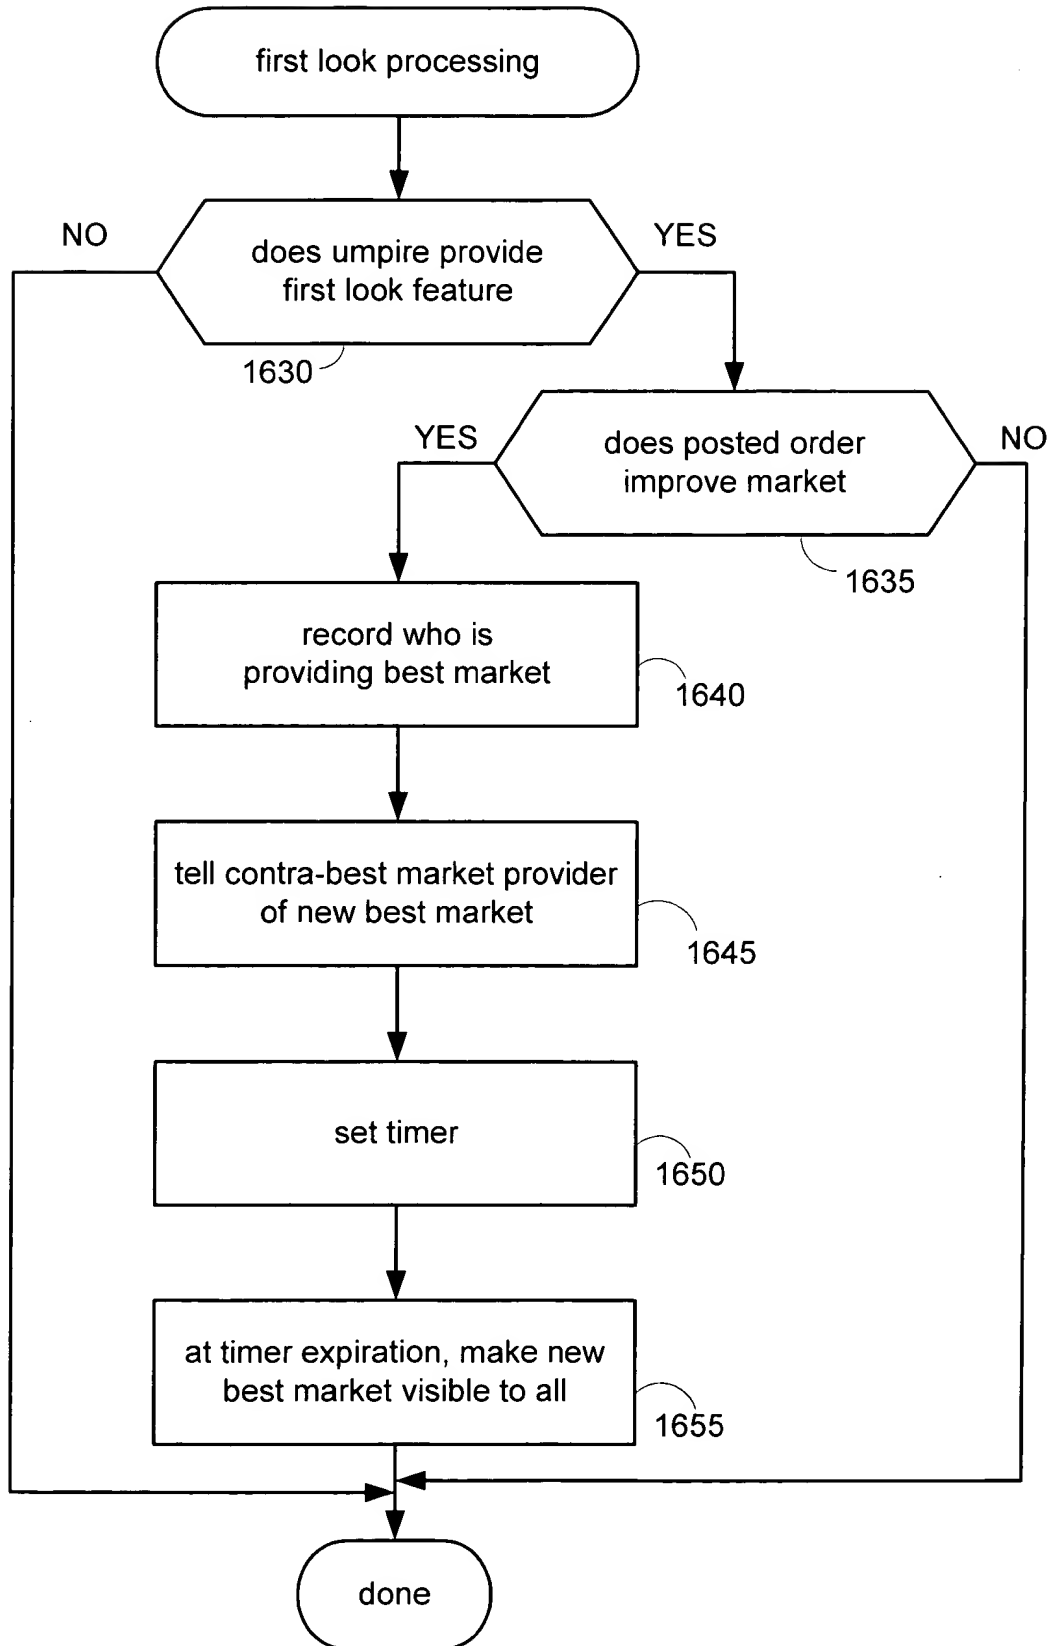 first look processing
NO
YES
does umpire provide
first look feature
1630
YES
does posted order
improve market
NO
1635
record who is
providing best market
1640
tell contra-best market provider
of new best market
1645
set timer
1650
at timer expiration, make new
best market visible to all
1655
done